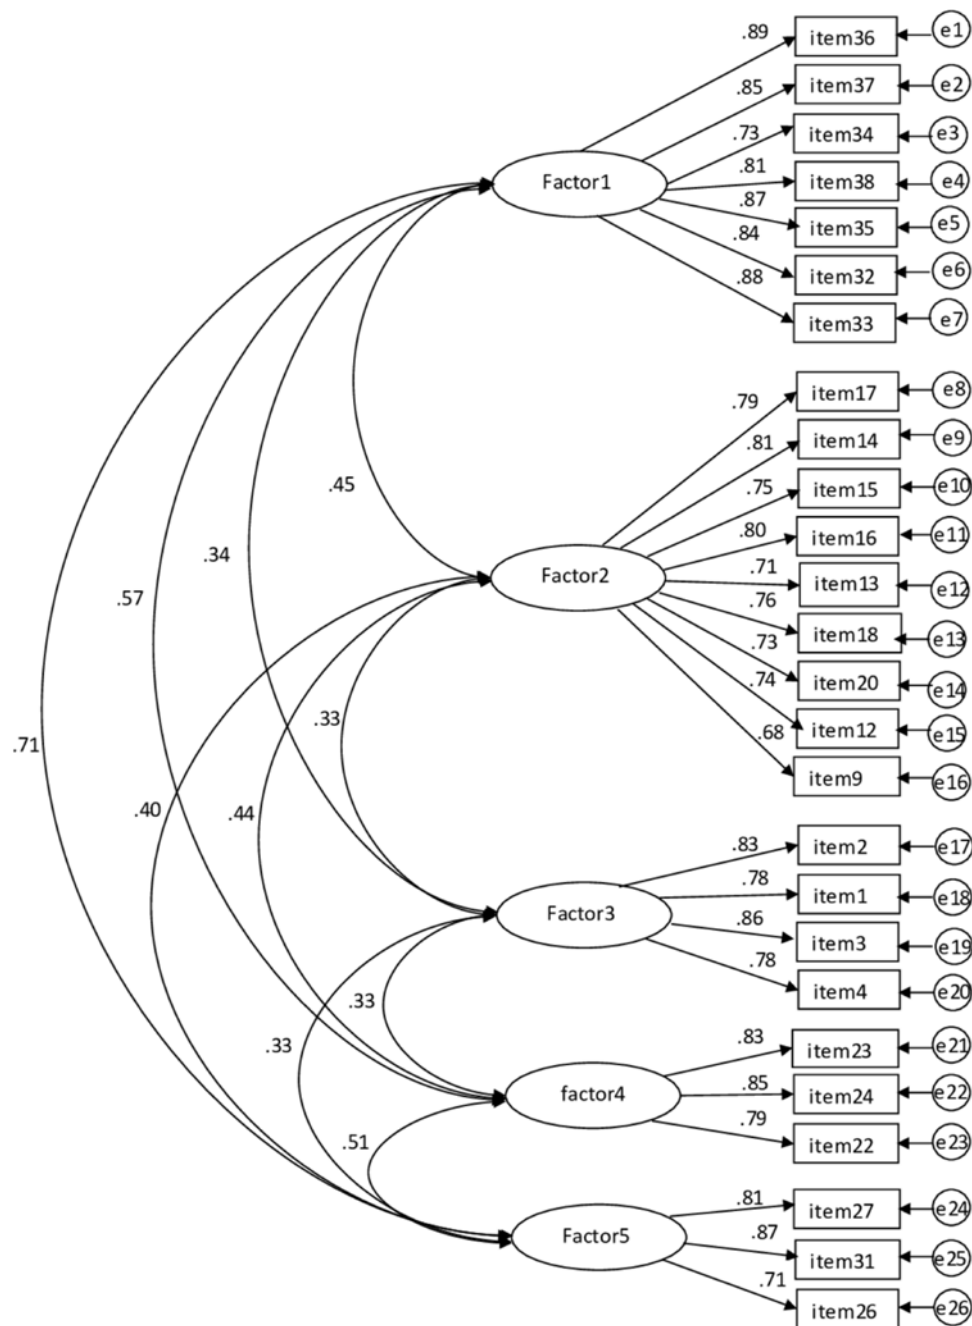 .89 item36 e1
.85 item37 e2
.73 item34 e3
Factor1 .81 item38 e4
.87 item35 e5
.84 item32 e6
.88 item33 e7
.79 item17 e8
.81 item14 e9
.45 .75 item15 e10
.34 .80 item16 e11
.57 Factor2 .71 item13 e12
.76 item18 e13
.73 item20 e14
.71 .33 .74 item12 e15
.40 .44 .68 item9 e16
.83 item2 e17
Factor3 .78 item1 e18
.86 item3 e19
.33 .78 item4 e20
.33 .83 item23 e21
factor4 .85 item24 e22
.51 .79 item22 e23
.81 item27 e24
Factor5 .87 item31 e25
.71 item26 e26